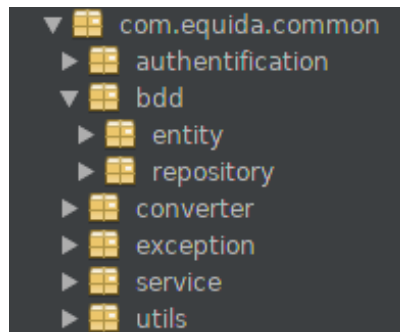 com.equida.common
authentification
bdd
entity
repository
converter
exception
service
utils